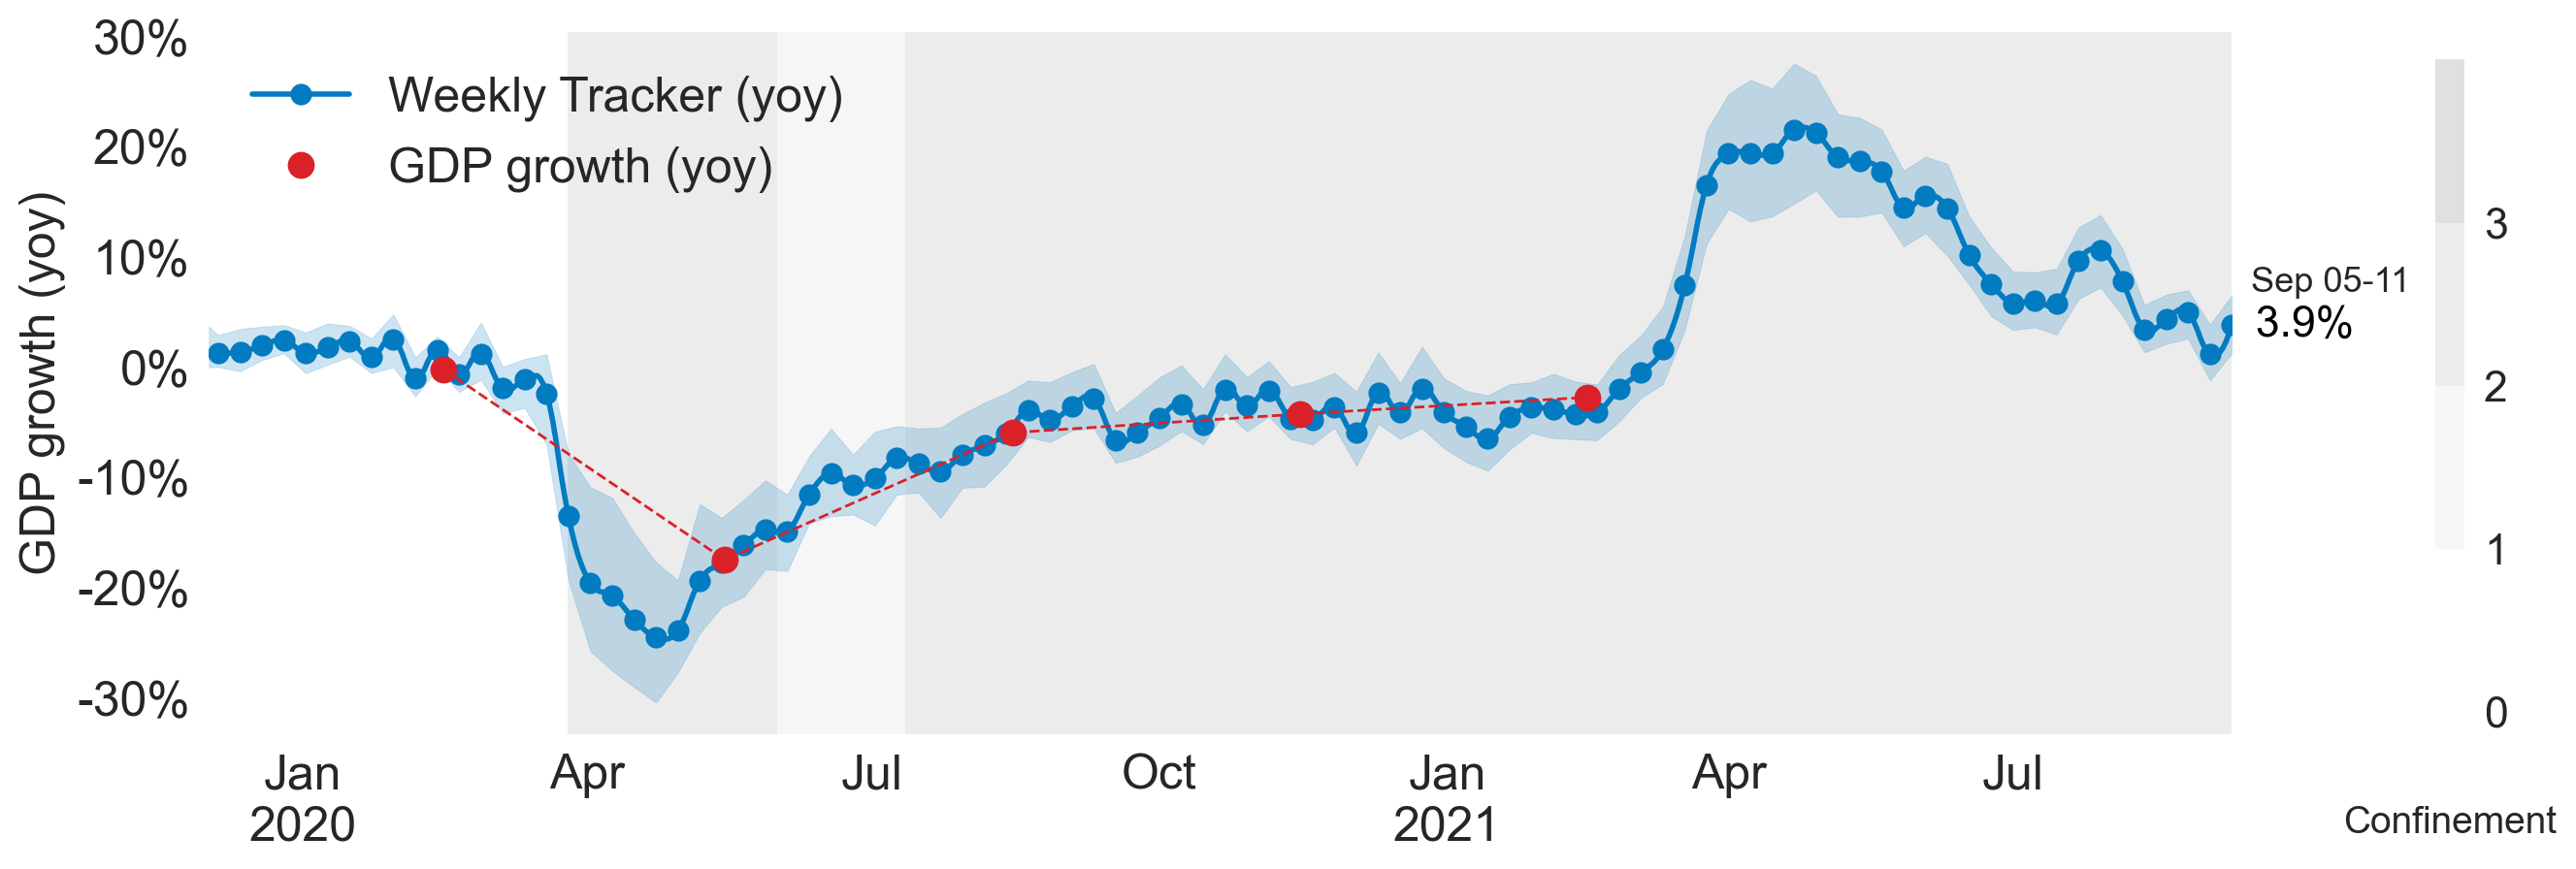 30%
20%
10%
0%
-10%
-20%
-30%
GDP growth (yoy)
Weekly Tracker (yoy)
GDP growth (yoy)
Sep 05-11
3.9%
3
2
1
0
Jan
2020
Apr
Jul
Oct
Jan
2021
Apr
Jul
Confinement